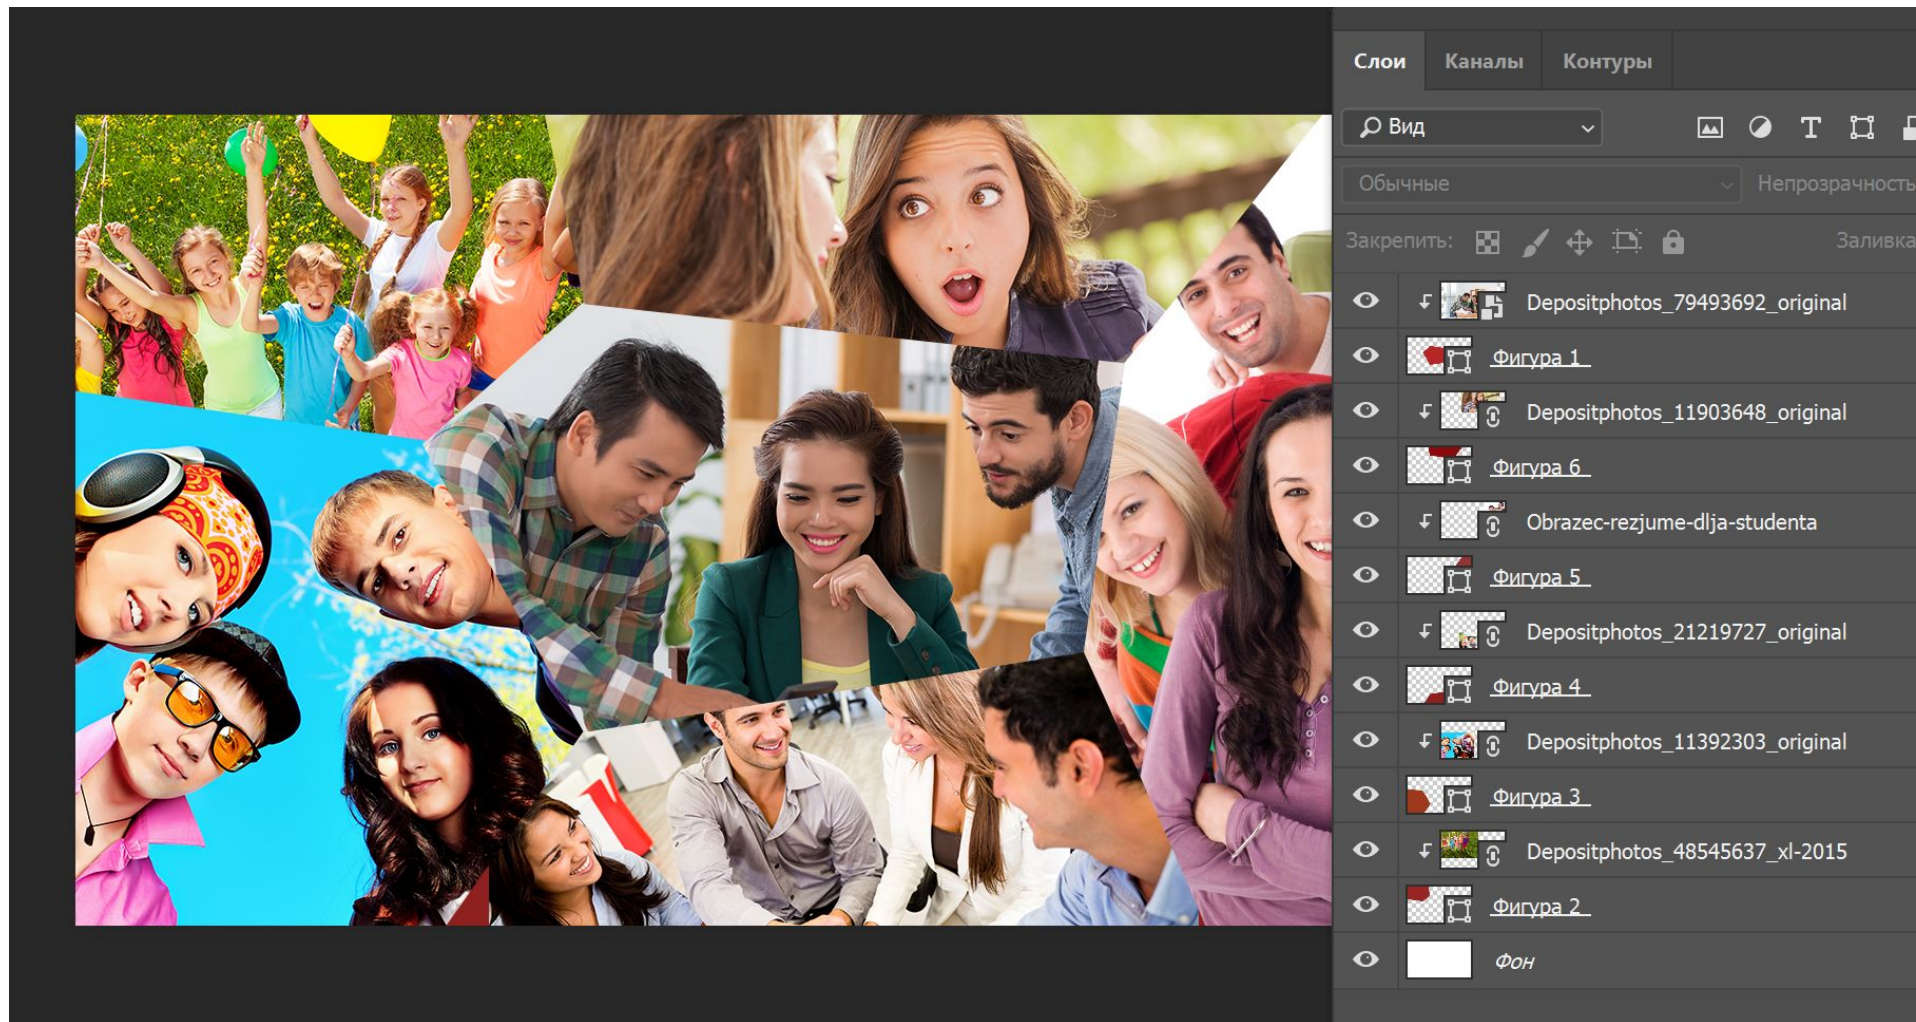 Слои Каналы Контуры
Вид
Обычные Непрозрачность
Закрепить: Заливка
Depositphotos_79493692_original
Фигура 1
Depositphotos_11903648_original
Фигура 6
Obrazec-rezjume-dlja-studenta
Фигура 5
Depositphotos_21219727_original
Фигура 4
Depositphotos_11392303_original
Фигура 3
Depositphotos_48545637_xl-2015
Фигура 2
Фон